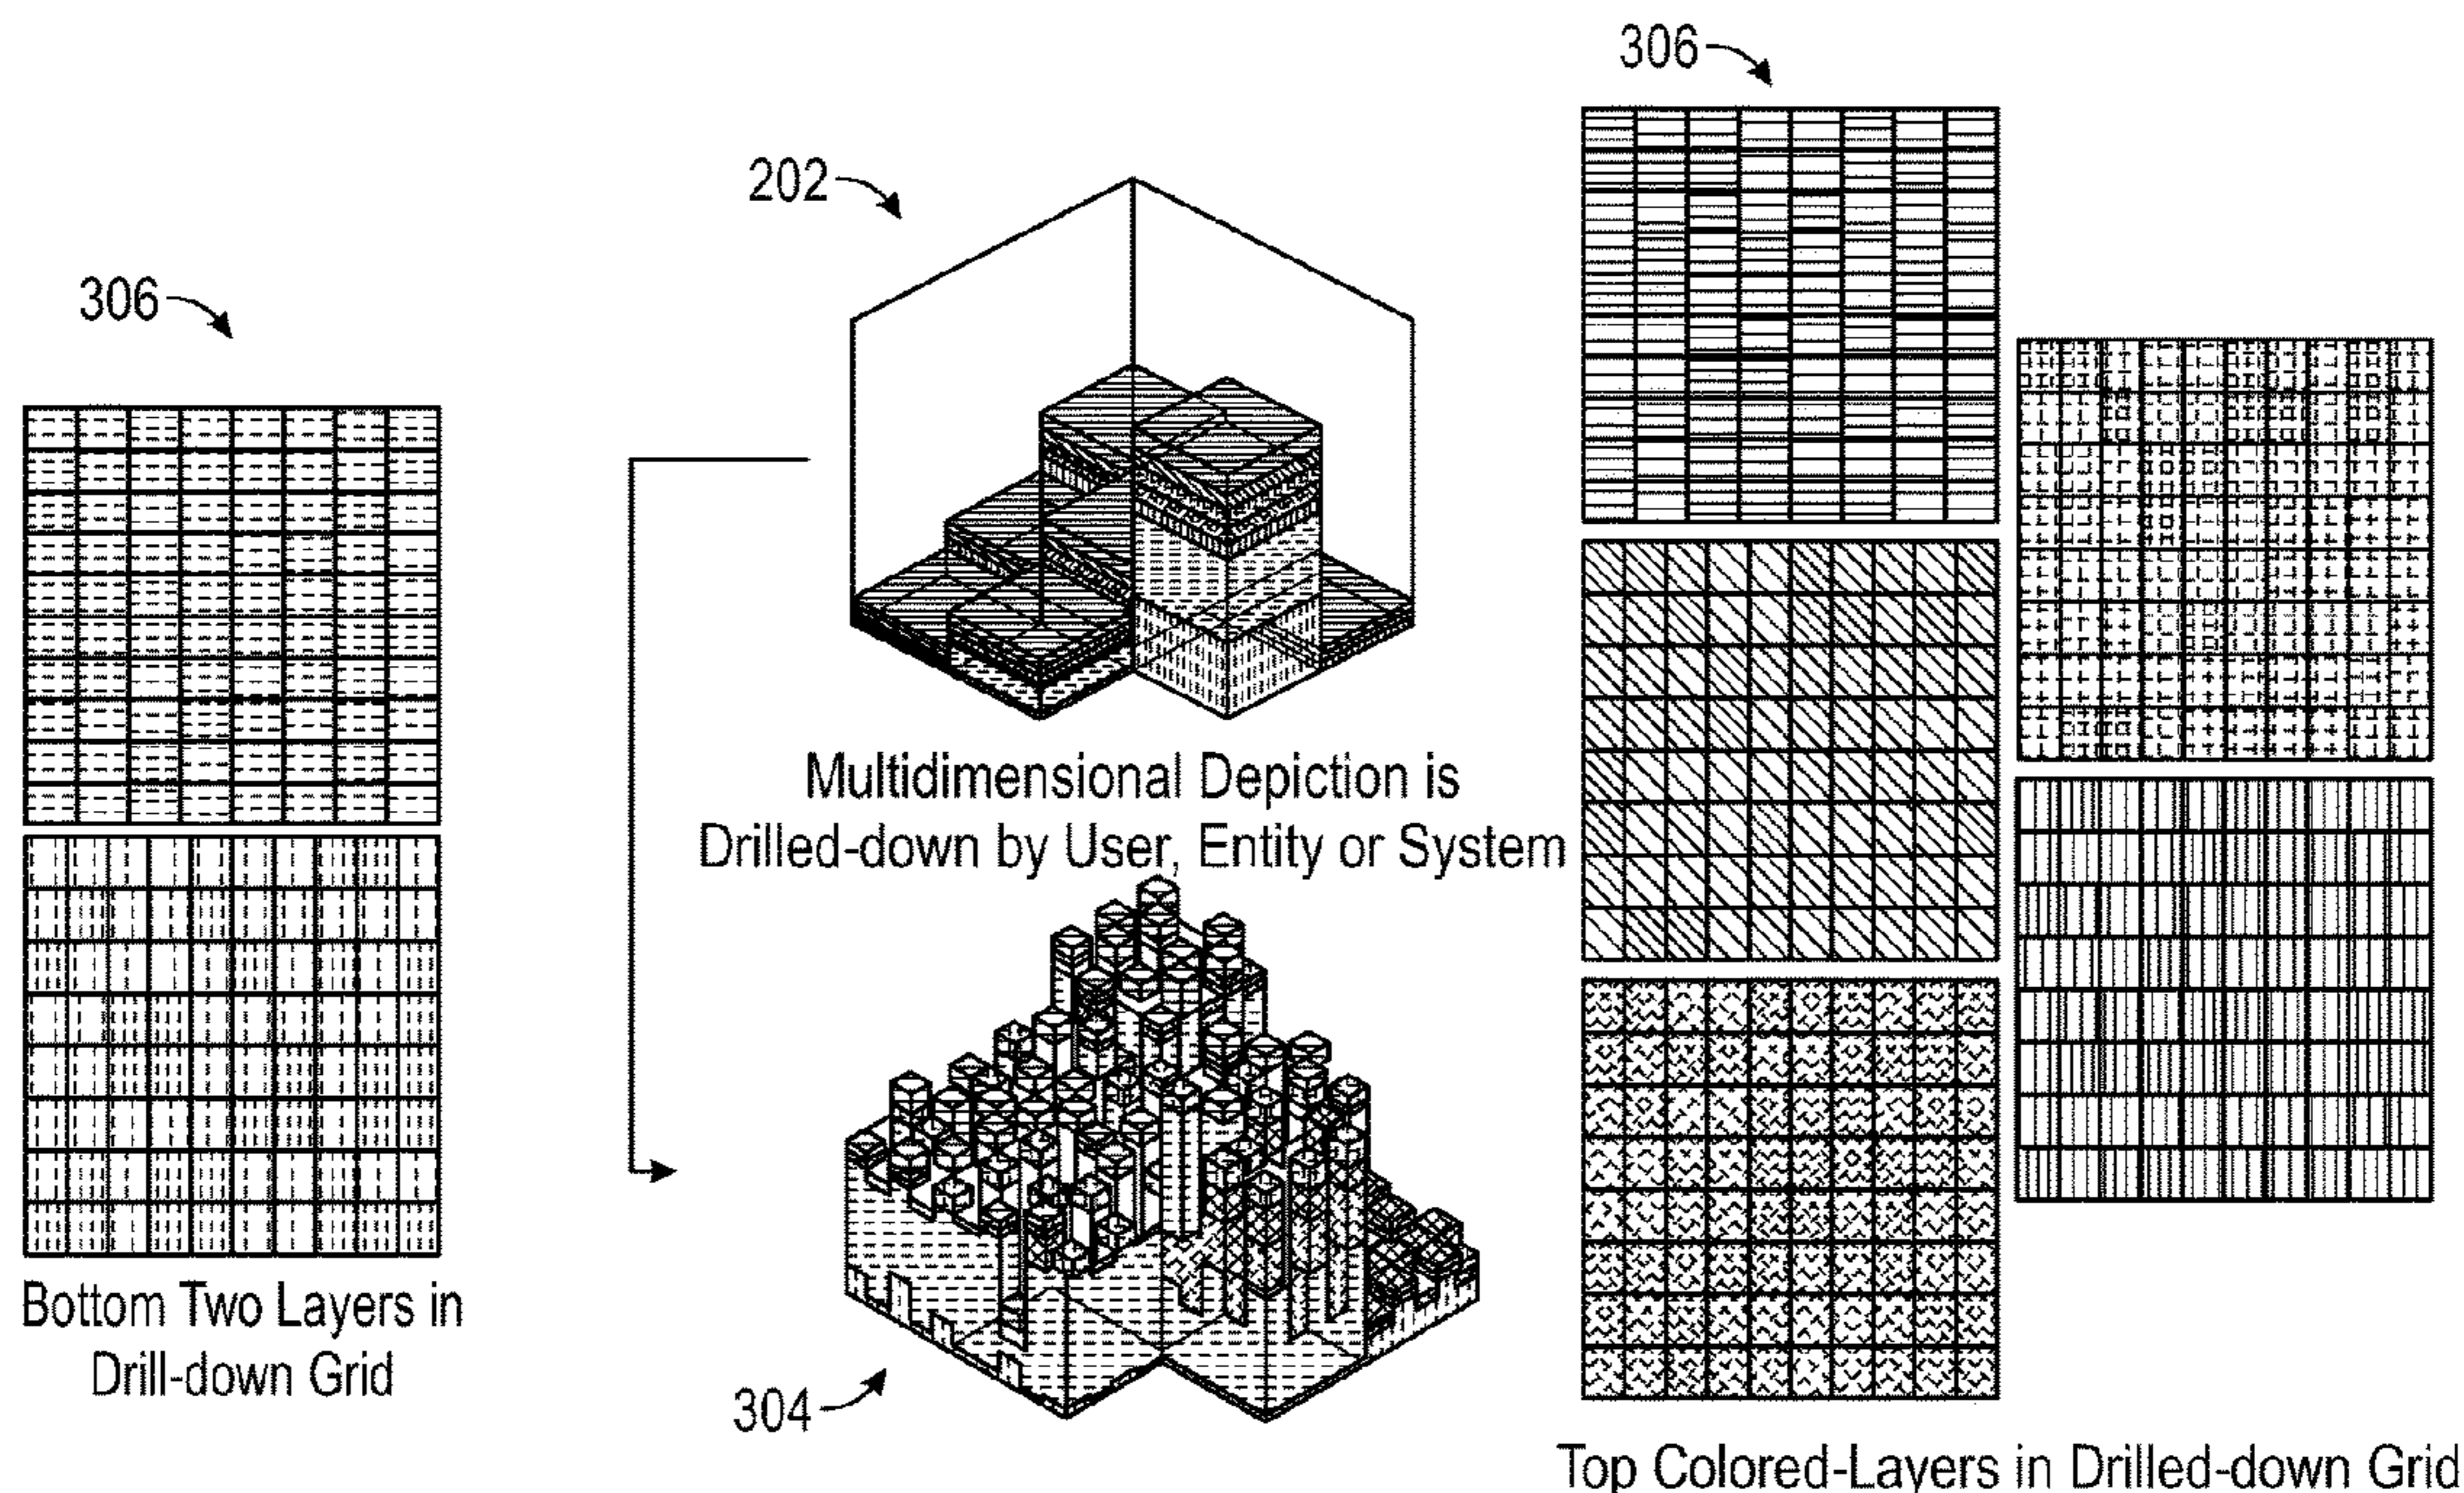 306
202
306
Multidimensional Depiction is
Drilled-down by User, Entity or System
Bottom Two Layers in
Drill-down Grid
304
Top Colored-Layers in Drilled-down Grid